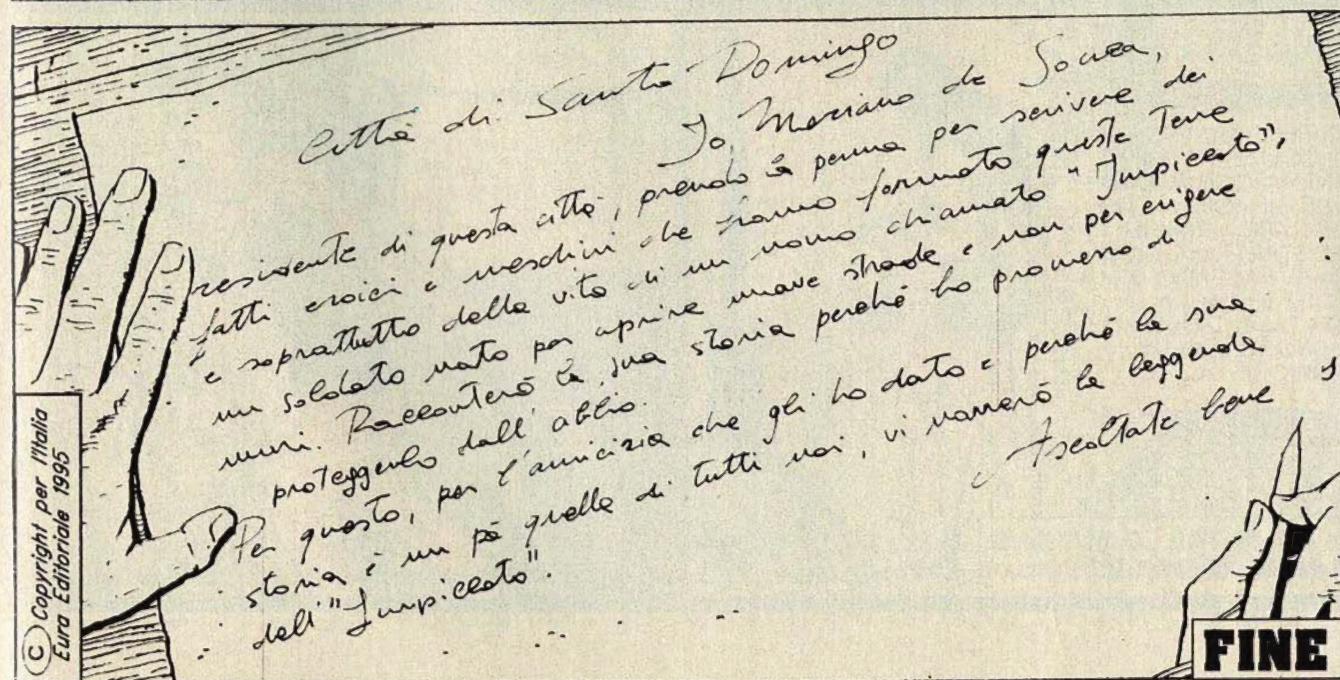 Città di Santo Domingo
Io, Mariano de Souza,
residente di questa città, prendo la penna per scrivere dei
fatti eroici e meschini che hanno formato queste Terre
e soprattutto della vita di un uomo chiamato "Impiccato",
un soldato nato per aprire nuove strade e non per erigere
muri. Racconterò la sua storia perché ho promesso di
proteggerlo dall'oblio.
Per questo, per l'amicizia che gli ho dato e perché la sua
storia è un pò quella di tutti noi, vi narrerò la leggenda
dell'"Impiccato".
Ascoltate bene
© Copyright per l'Italia
Eura Editoriale 1995
FINE